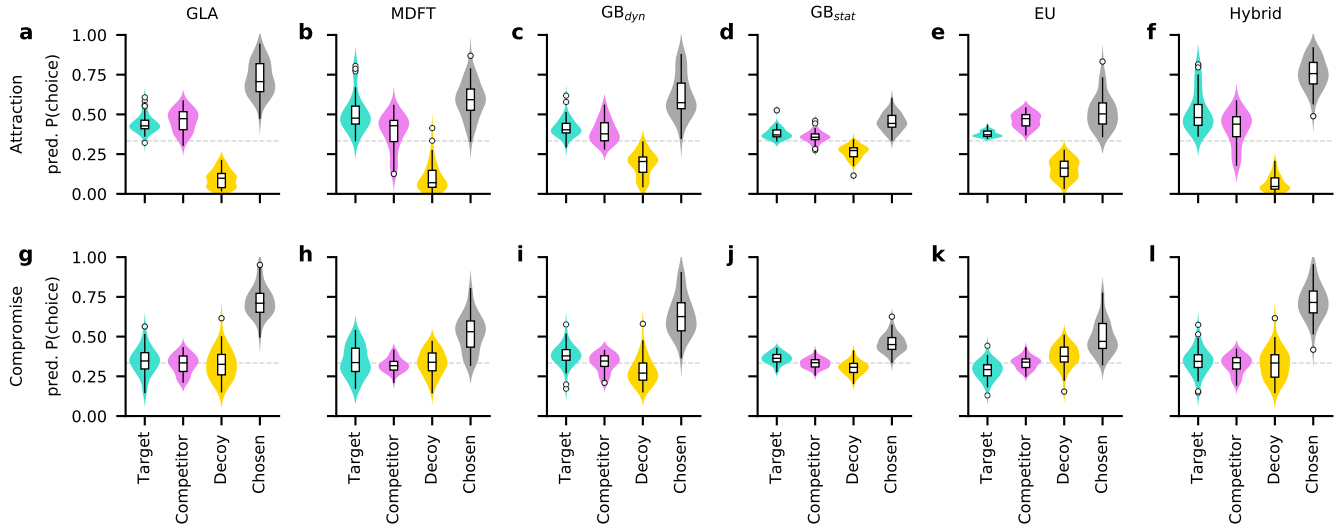 GLA MDFT GB_dyn GB_stat EU Hybrid
a b c d e f
Attraction
pred. P(choice)
1.00
0.75
0.50
0.25
0.00
g h i j k l
Compromise
pred. P(choice)
1.00
0.75
0.50
0.25
0.00
Target Competitor Decoy Chosen Target Competitor Decoy Chosen Target Competitor Decoy Chosen Target Competitor Decoy Chosen Target Competitor Decoy Chosen Target Competitor Decoy Chosen